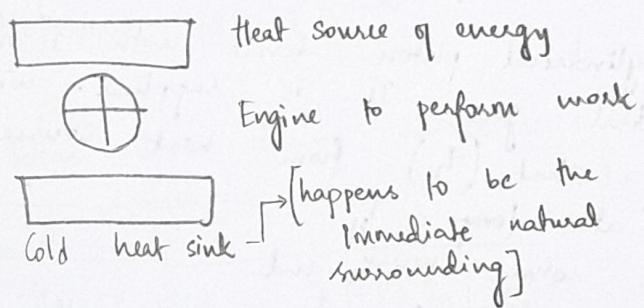 Heat source of energy
Engine to perform work
[happens to be the
immediate natural
surrounding]
Cold heat sink